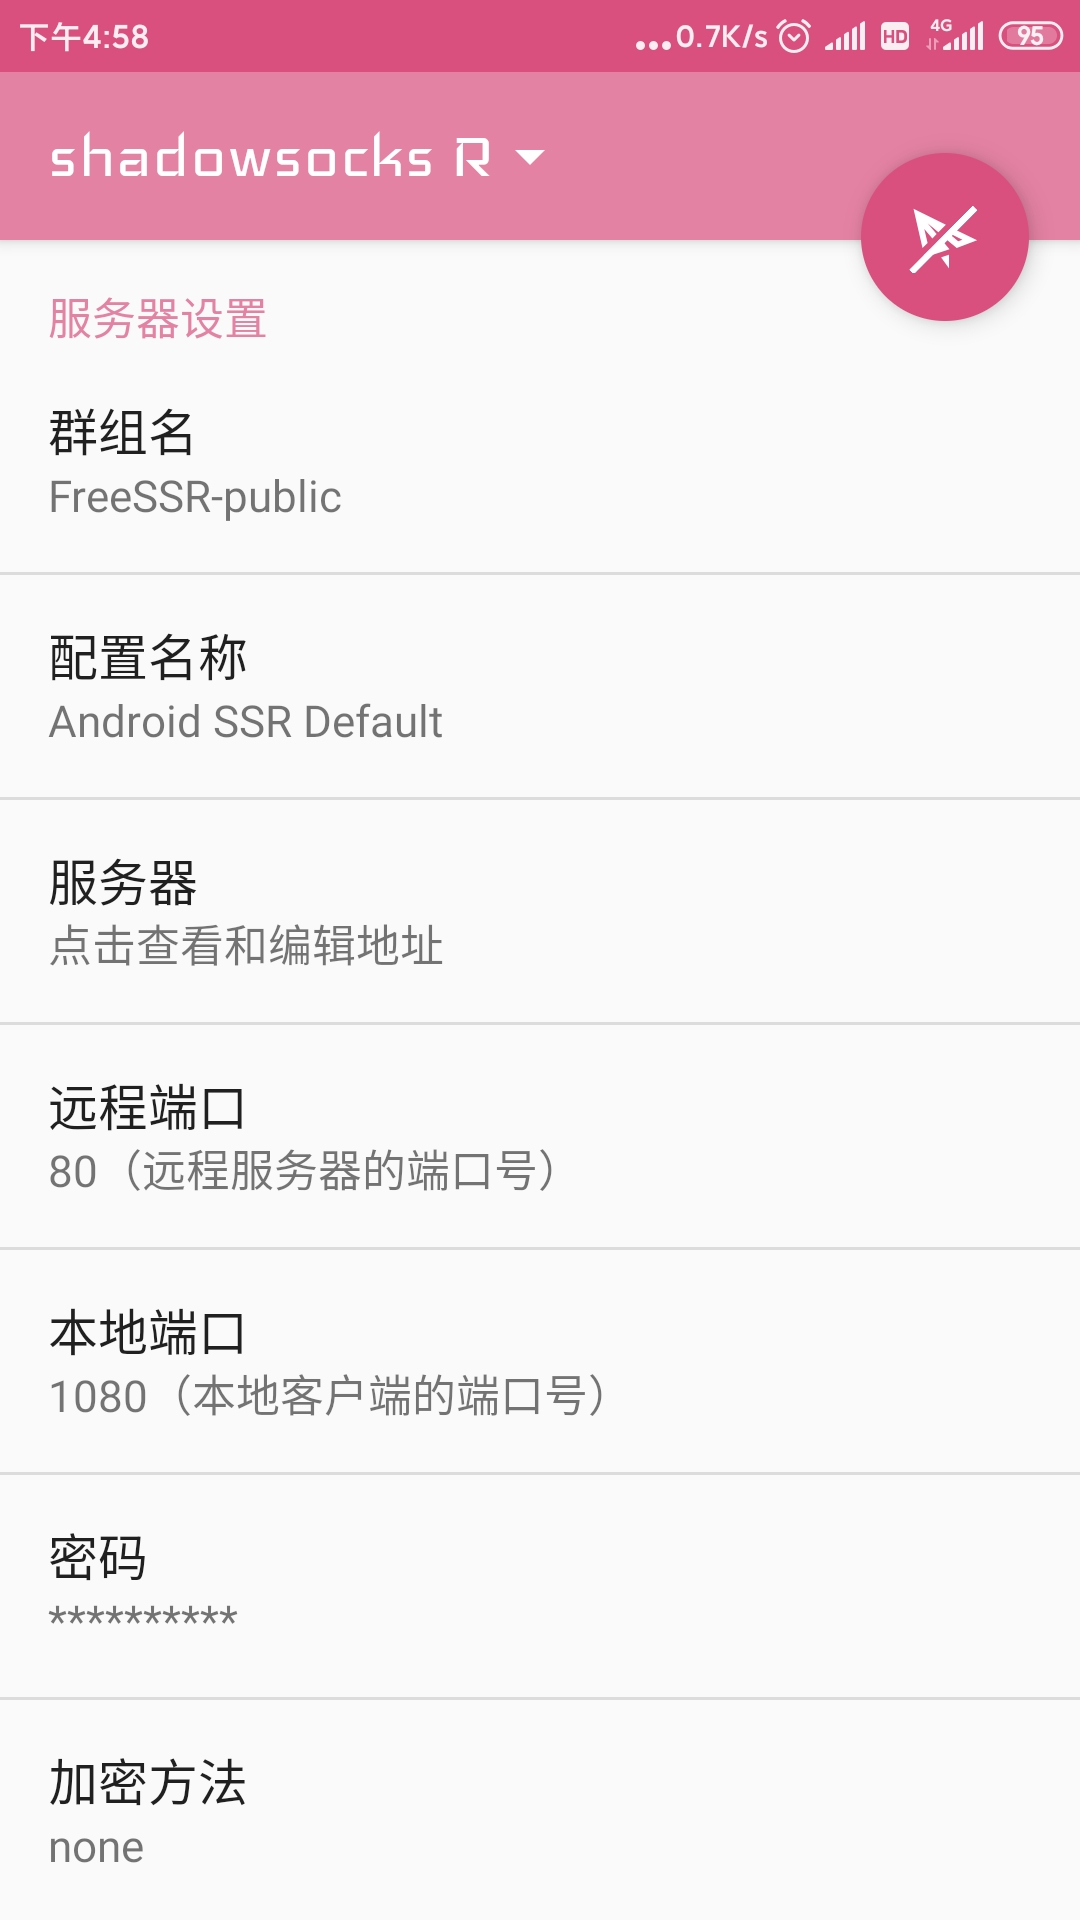 下午4:58
...0.7K/s HD 4G 95
shadowsocks R
服务器设置
群组名
FreeSSR-public
配置名称
Android SSR Default
服务器
点击查看和编辑地址
远程端口
80（远程服务器的端口号）
本地端口
1080（本地客户端的端口号）
密码
**********
加密方法
none